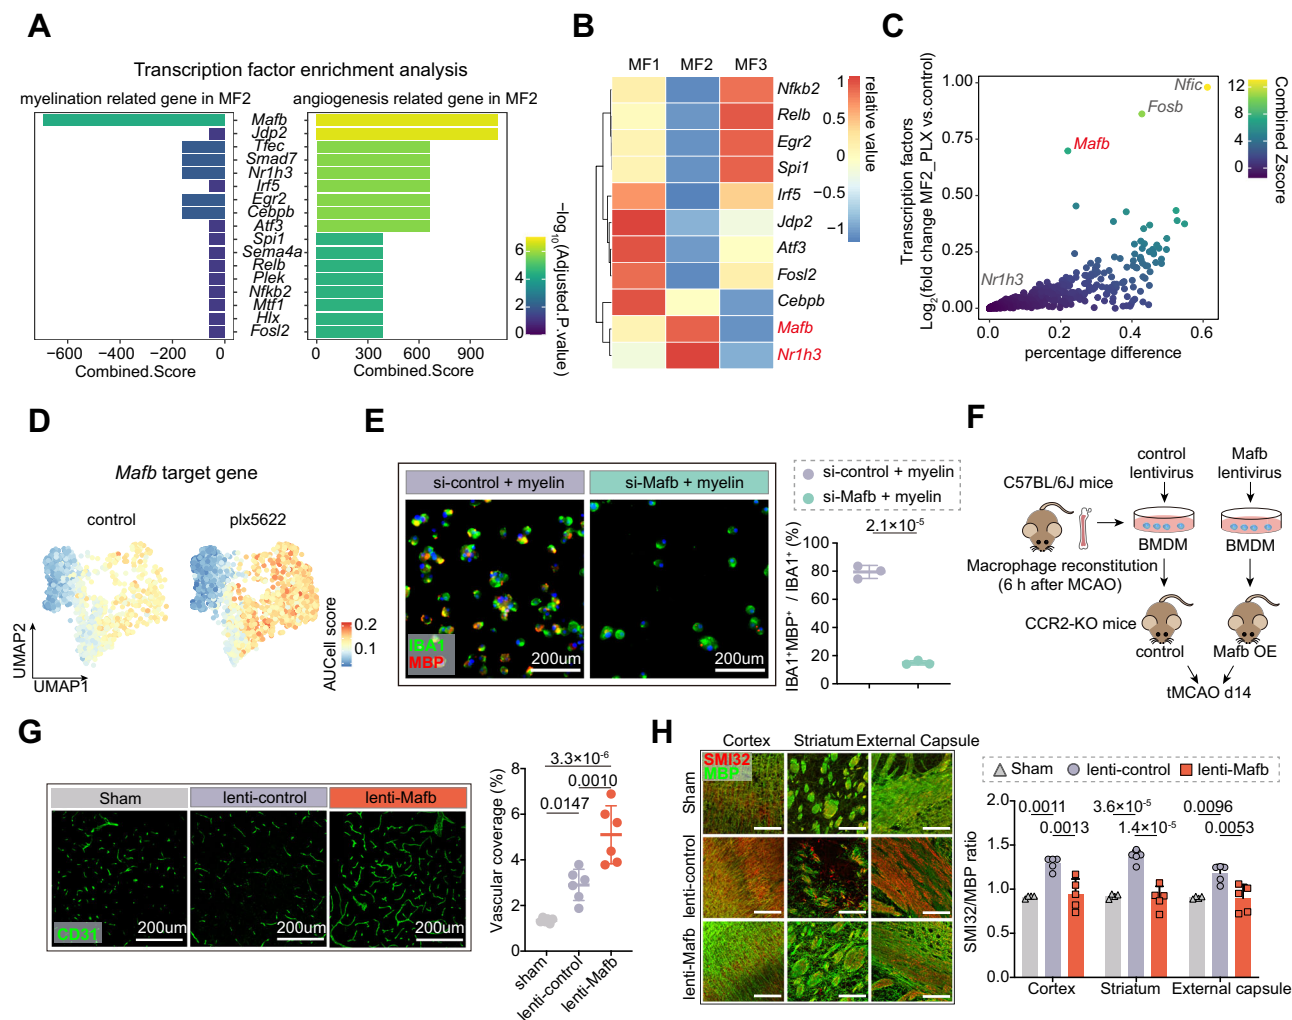 A
Transcription factor enrichment analysis
myelination related gene in MF2
angiogenesis related gene in MF2
Mafb
Jdp2
Tfec
Smad7
Nr1h3
Irf5
Egr2
Cebpb
Atf3
Spi1
Sema4a
Relb
Plek
Nfkb2
Mtf1
Hlx
Fosl2
−600
−400
−200
0
Combined.Score
0
300
600
900
Combined.Score
6
4
2
0
−log10(Adjusted.P.value)
B
MF1 MF2 MF3
Nfkb2
Relb
Egr2
Spi1
Irf5
Jdp2
Atf3
Fosl2
Cebpb
Mafb
Nr1h3
1
0.5
0
−0.5
−1
relative value
C
Transcription factors
Log2(fold change MF2_PLX vs.control)
1.00
0.75
0.50
0.25
0.00
Nfic
Fosb
Mafb
Nr1h3
0.0
0.2
0.4
0.6
percentage difference
12
8
4
0
Combined Zscore
D
Mafb target gene
control
plx5622
UMAP2
UMAP1
0.2
0.1
AUCell score
E
si-control + myelin
si-Mafb + myelin
IBA1
MBP
200um
200um
si-control + myelin
si-Mafb + myelin
2.1×10-5
IBA1+MBP+ / IBA1+ (%)
100
80
60
40
20
0
F
control
lentivirus
Mafb
lentivirus
C57BL/6J mice
BMDM
BMDM
Macrophage reconstitution
(6 h after MCAO)
CCR2-KO mice
control
Mafb OE
tMCAO d14
G
Sham
lenti-control
lenti-Mafb
CD31
200um
200um
200um
Vascular coverage (%)
8
6
4
2
0
3.3×10-6
0.0010
0.0147
sham
lenti-control
lenti-Mafb
H
Cortex
Striatum
External Capsule
SMI32
MBP
Sham
lenti-control
lenti-Mafb
Sham
lenti-control
lenti-Mafb
SMI32/MBP ratio
2.0
1.5
1.0
0.5
0.0
0.0011
0.0013
3.6×10-5
1.4×10-5
0.0096
0.0053
Cortex
Striatum
External capsule